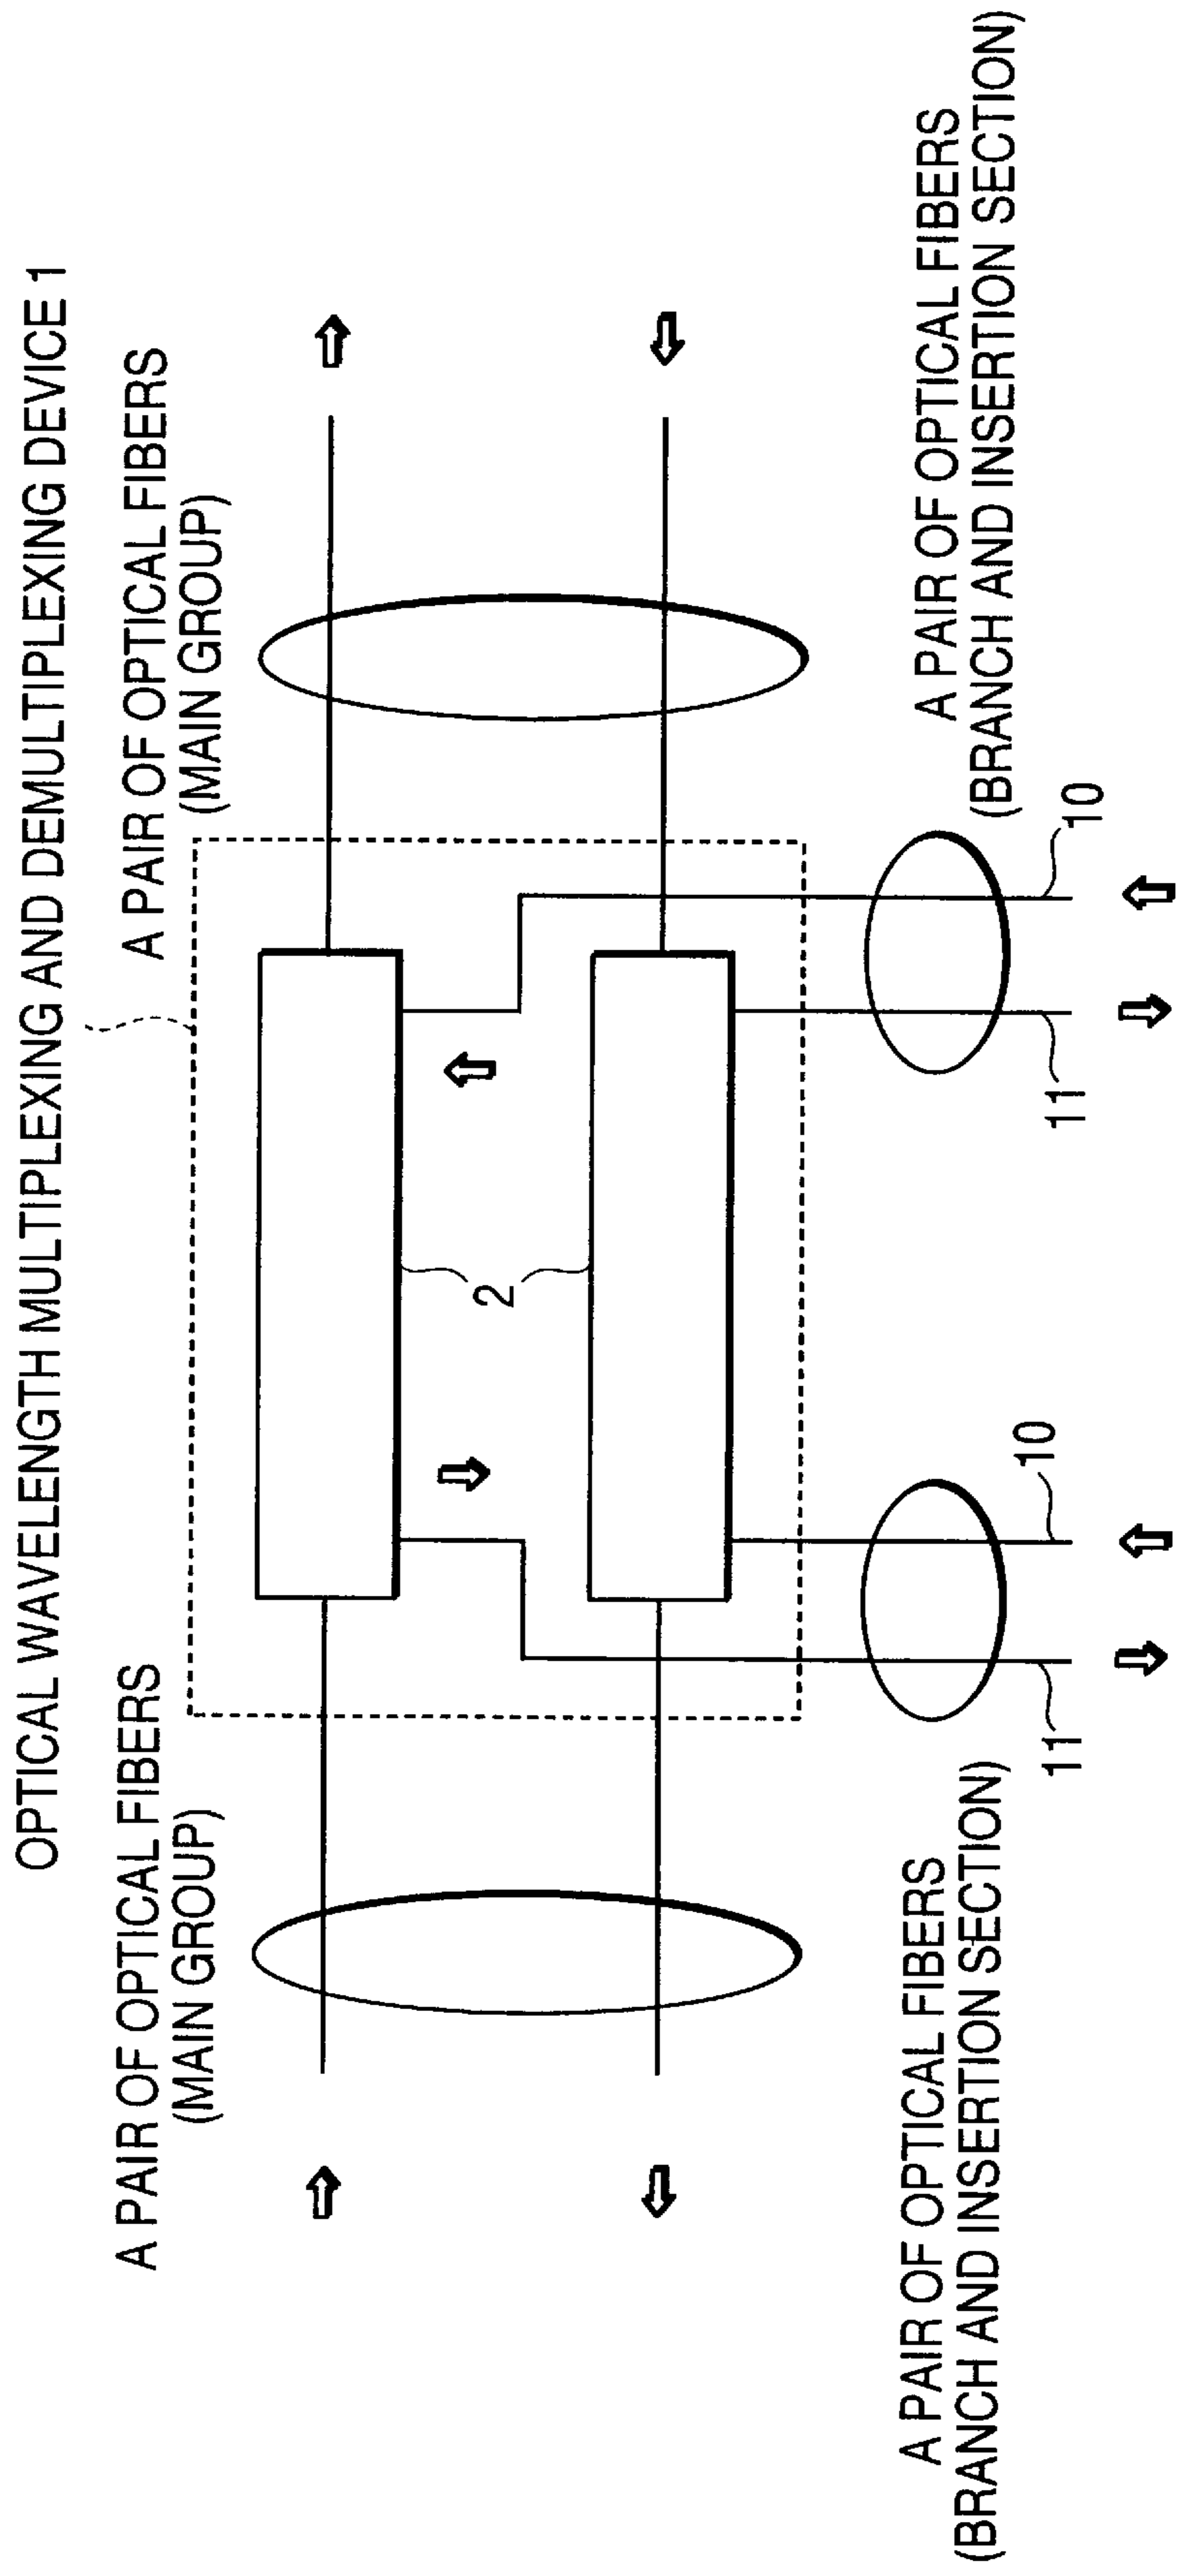 OPTICAL WAVELENGTH MULTIPLEXING AND DEMULTIPLEXING DEVICE 1
A PAIR OF OPTICAL FIBERS
(MAIN GROUP)
A PAIR OF OPTICAL FIBERS
(MAIN GROUP)
2
11
10
11
10
A PAIR OF OPTICAL FIBERS
(BRANCH AND INSERTION SECTION)
A PAIR OF OPTICAL FIBERS
(BRANCH AND INSERTION SECTION)